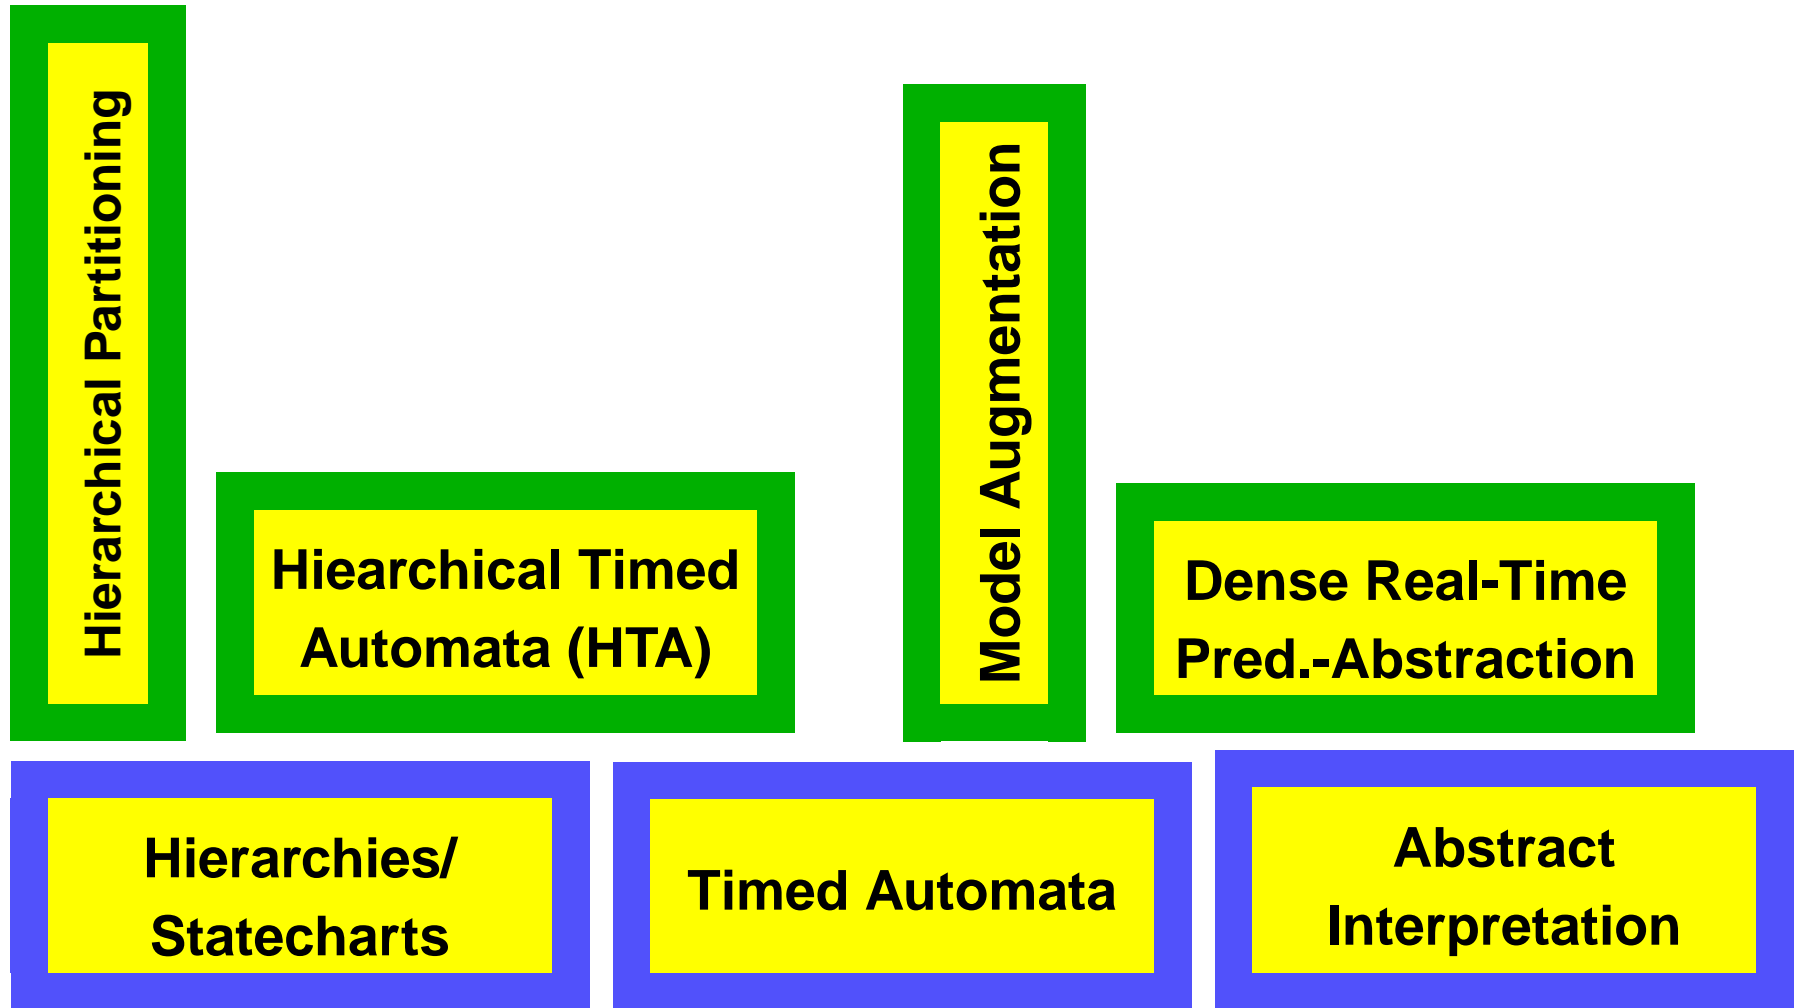 Hierarchical Partitioning
Hiearchical Timed
Automata (HTA)
Model Augmentation
Dense Real-Time
Pred.-Abstraction
Hierarchies/
Statecharts
Timed Automata
Abstract
Interpretation